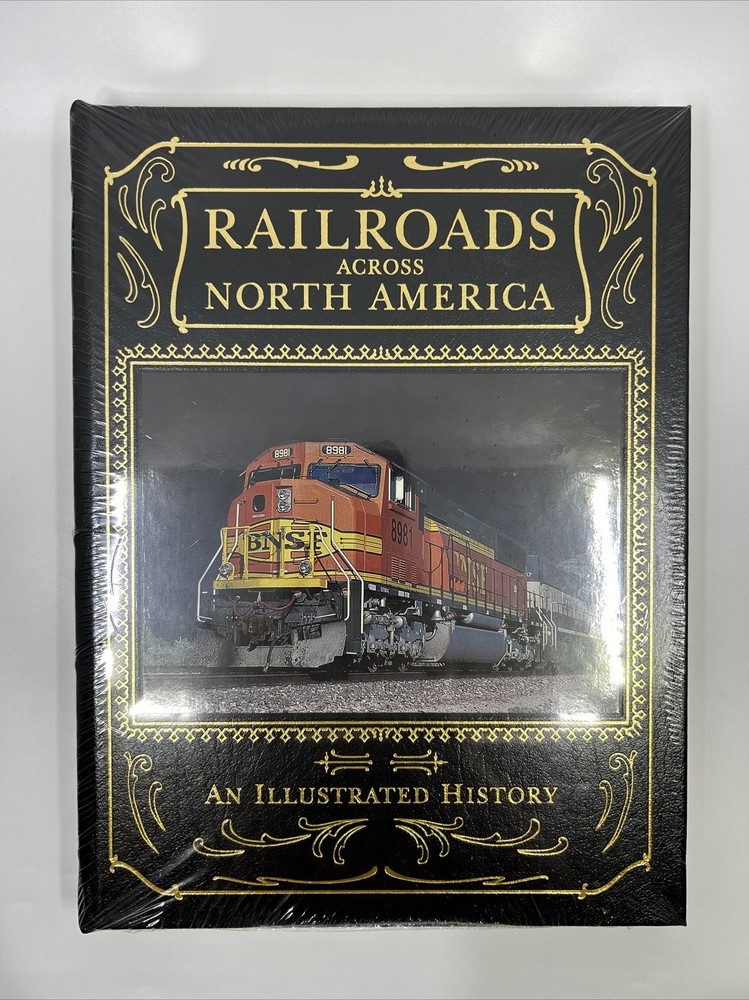 RAILROADS
ACROSS
NORTH AMERICA
8981 8981
8981
BNSF BNSF
AN ILLUSTRATED HISTORY